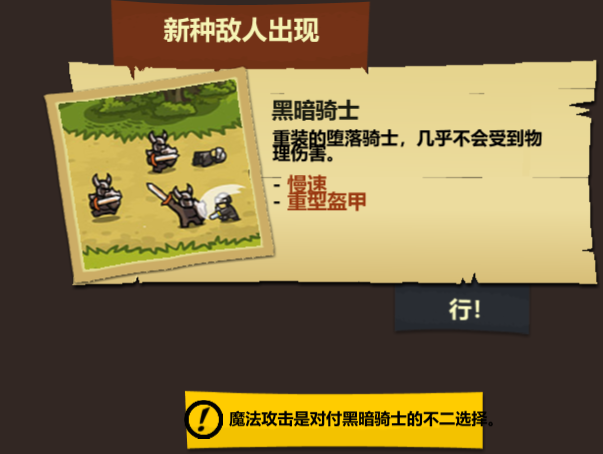 新种敌人出现
黑暗骑士
重装的堕落骑士，几乎不会受到物
理伤害。
- 慢速
- 重型盔甲
行！
魔法攻击是对付黑暗骑士的不二选择。